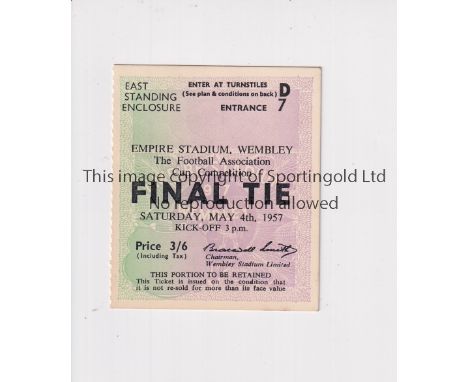 EAST
STANDING
ENCLOSURE
ENTER AT TURNSTILES
(See plan & conditions on back)
ENTRANCE
D
7
EMPIRE STADIUM, WEMBLEY
The Football Association
Cup Competition
This image copyright of Sportingold Ltd
FINAL TIE
No reproduction allowed
SATURDAY, MAY 4th, 1957
KICK-OFF 3 p.m.
Price 3/6
(Including Tax)
Chairman,
Wembley Stadium Limited
THIS PORTION TO BE RETAINED
This Ticket is issued on the condition that
it is not re-sold for more than its face value